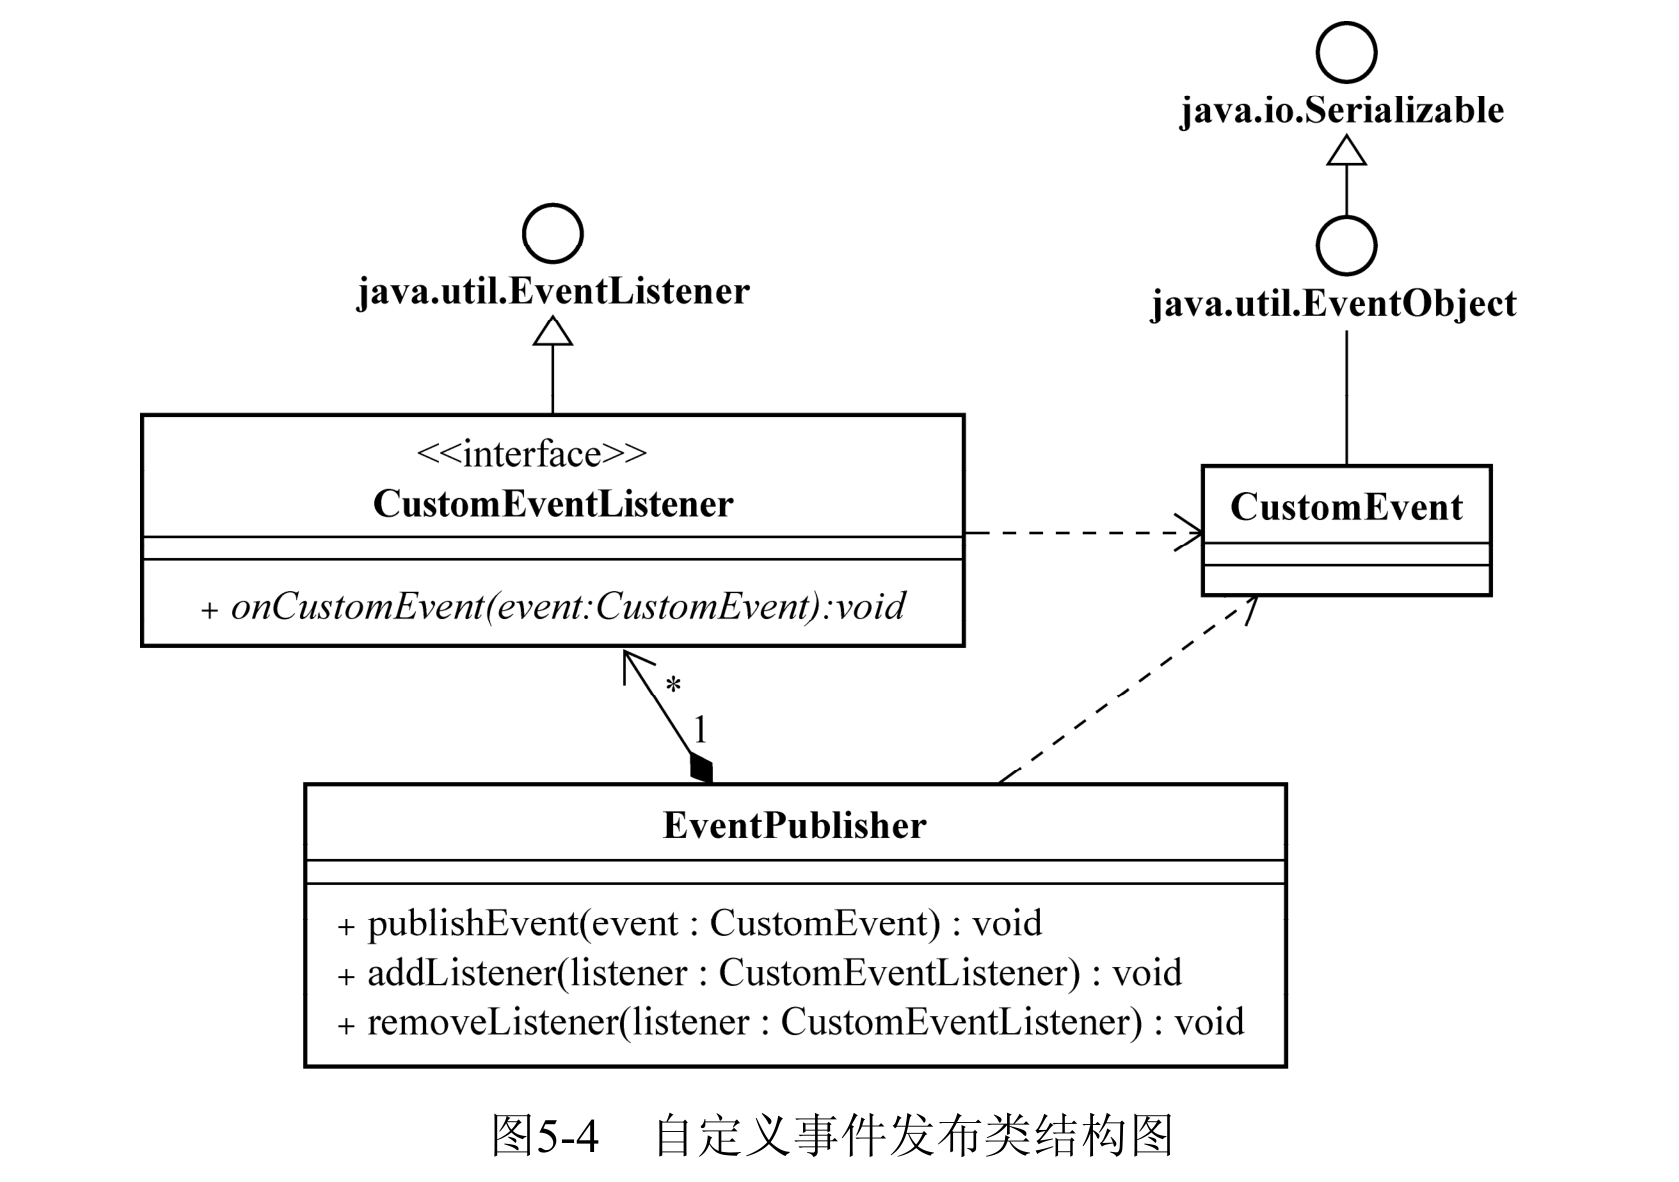 java.io.Serializable
java.util.EventListener
java.util.EventObject
<<interface>>
CustomEventListener
+ onCustomEvent(event:CustomEvent):void
CustomEvent
*
1
EventPublisher
+ publishEvent(event : CustomEvent) : void
+ addListener(listener : CustomEventListener) : void
+ removeListener(listener : CustomEventListener) : void
图5-4 自定义事件发布类结构图